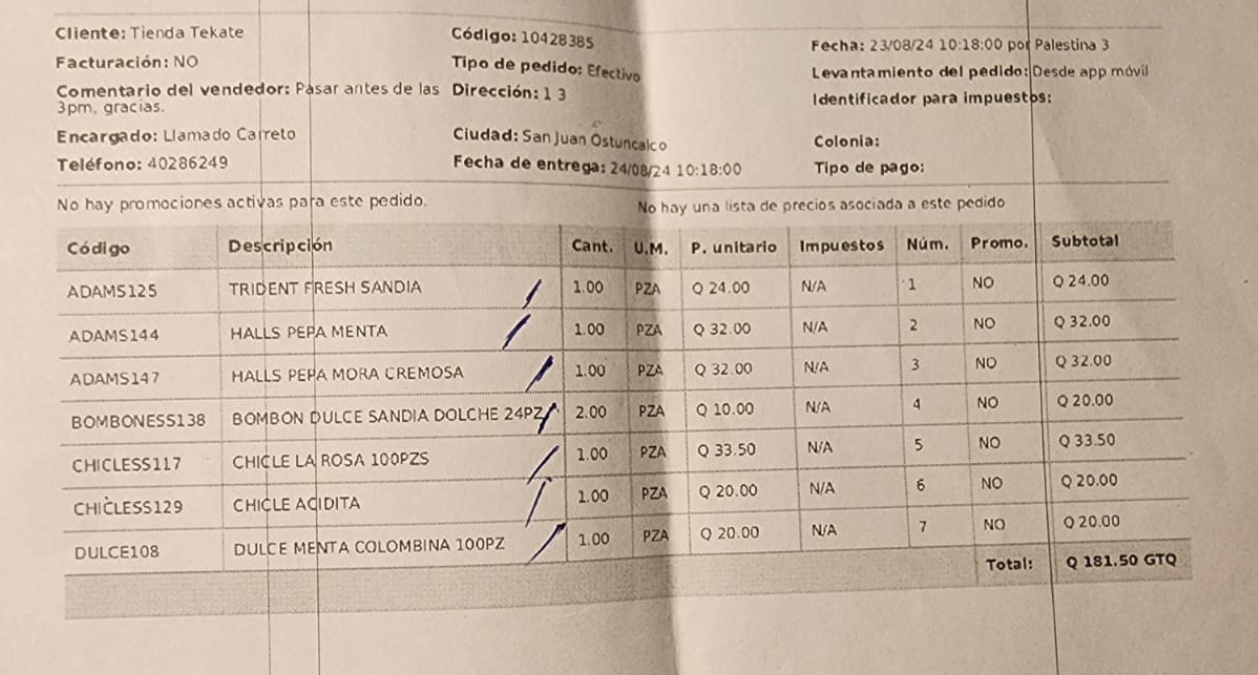 Cliente: Tienda Tekate Código: 10428385 Fecha: 23/08/24 10:18:00 por Palestina 3
Facturación: NO Tipo de pedido: Efectivo Levantamiento del pedido: Desde app móvil
Comentario del vendedor: Pasar antes de las Dirección: 1 3 Identificador para impuestos:
3pm, gracias.
Encargado: Llamado Carreto Ciudad: San Juan Ostuncalco Colonia:
Teléfono: 40286249 Fecha de entrega: 24/08/24 10:18:00 Tipo de pago:
No hay promociones activas para este pedido. No hay una lista de precios asociada a este pedido
Código Descripción Cant. U.M. P. unitario Impuestos Núm. Promo. Subtotal
ADAMS125 TRIDENT FRESH SANDIA 1.00 PZA Q 24.00 N/A 1 NO Q 24.00
ADAMS144 HALLS PEPA MENTA 1.00 PZA Q 32.00 N/A 2 NO Q 32.00
ADAMS147 HALLS PEPA MORA CREMOSA 1.00 PZA Q 32.00 N/A 3 NO Q 32.00
BOMBONESS138 BOMBON DULCE SANDIA DOLCHE 24PZ 2.00 PZA Q 10.00 N/A 4 NO Q 20.00
CHICLESS117 CHICLE LA ROSA 100PZS 1.00 PZA Q 33.50 N/A 5 NO Q 33.50
CHICLESS129 CHICLE ACIDITA 1.00 PZA Q 20.00 N/A 6 NO Q 20.00
DULCE108 DULCE MENTA COLOMBINA 100PZ 1.00 PZA Q 20.00 N/A 7 NO Q 20.00
Total: Q 181.50 GTQ